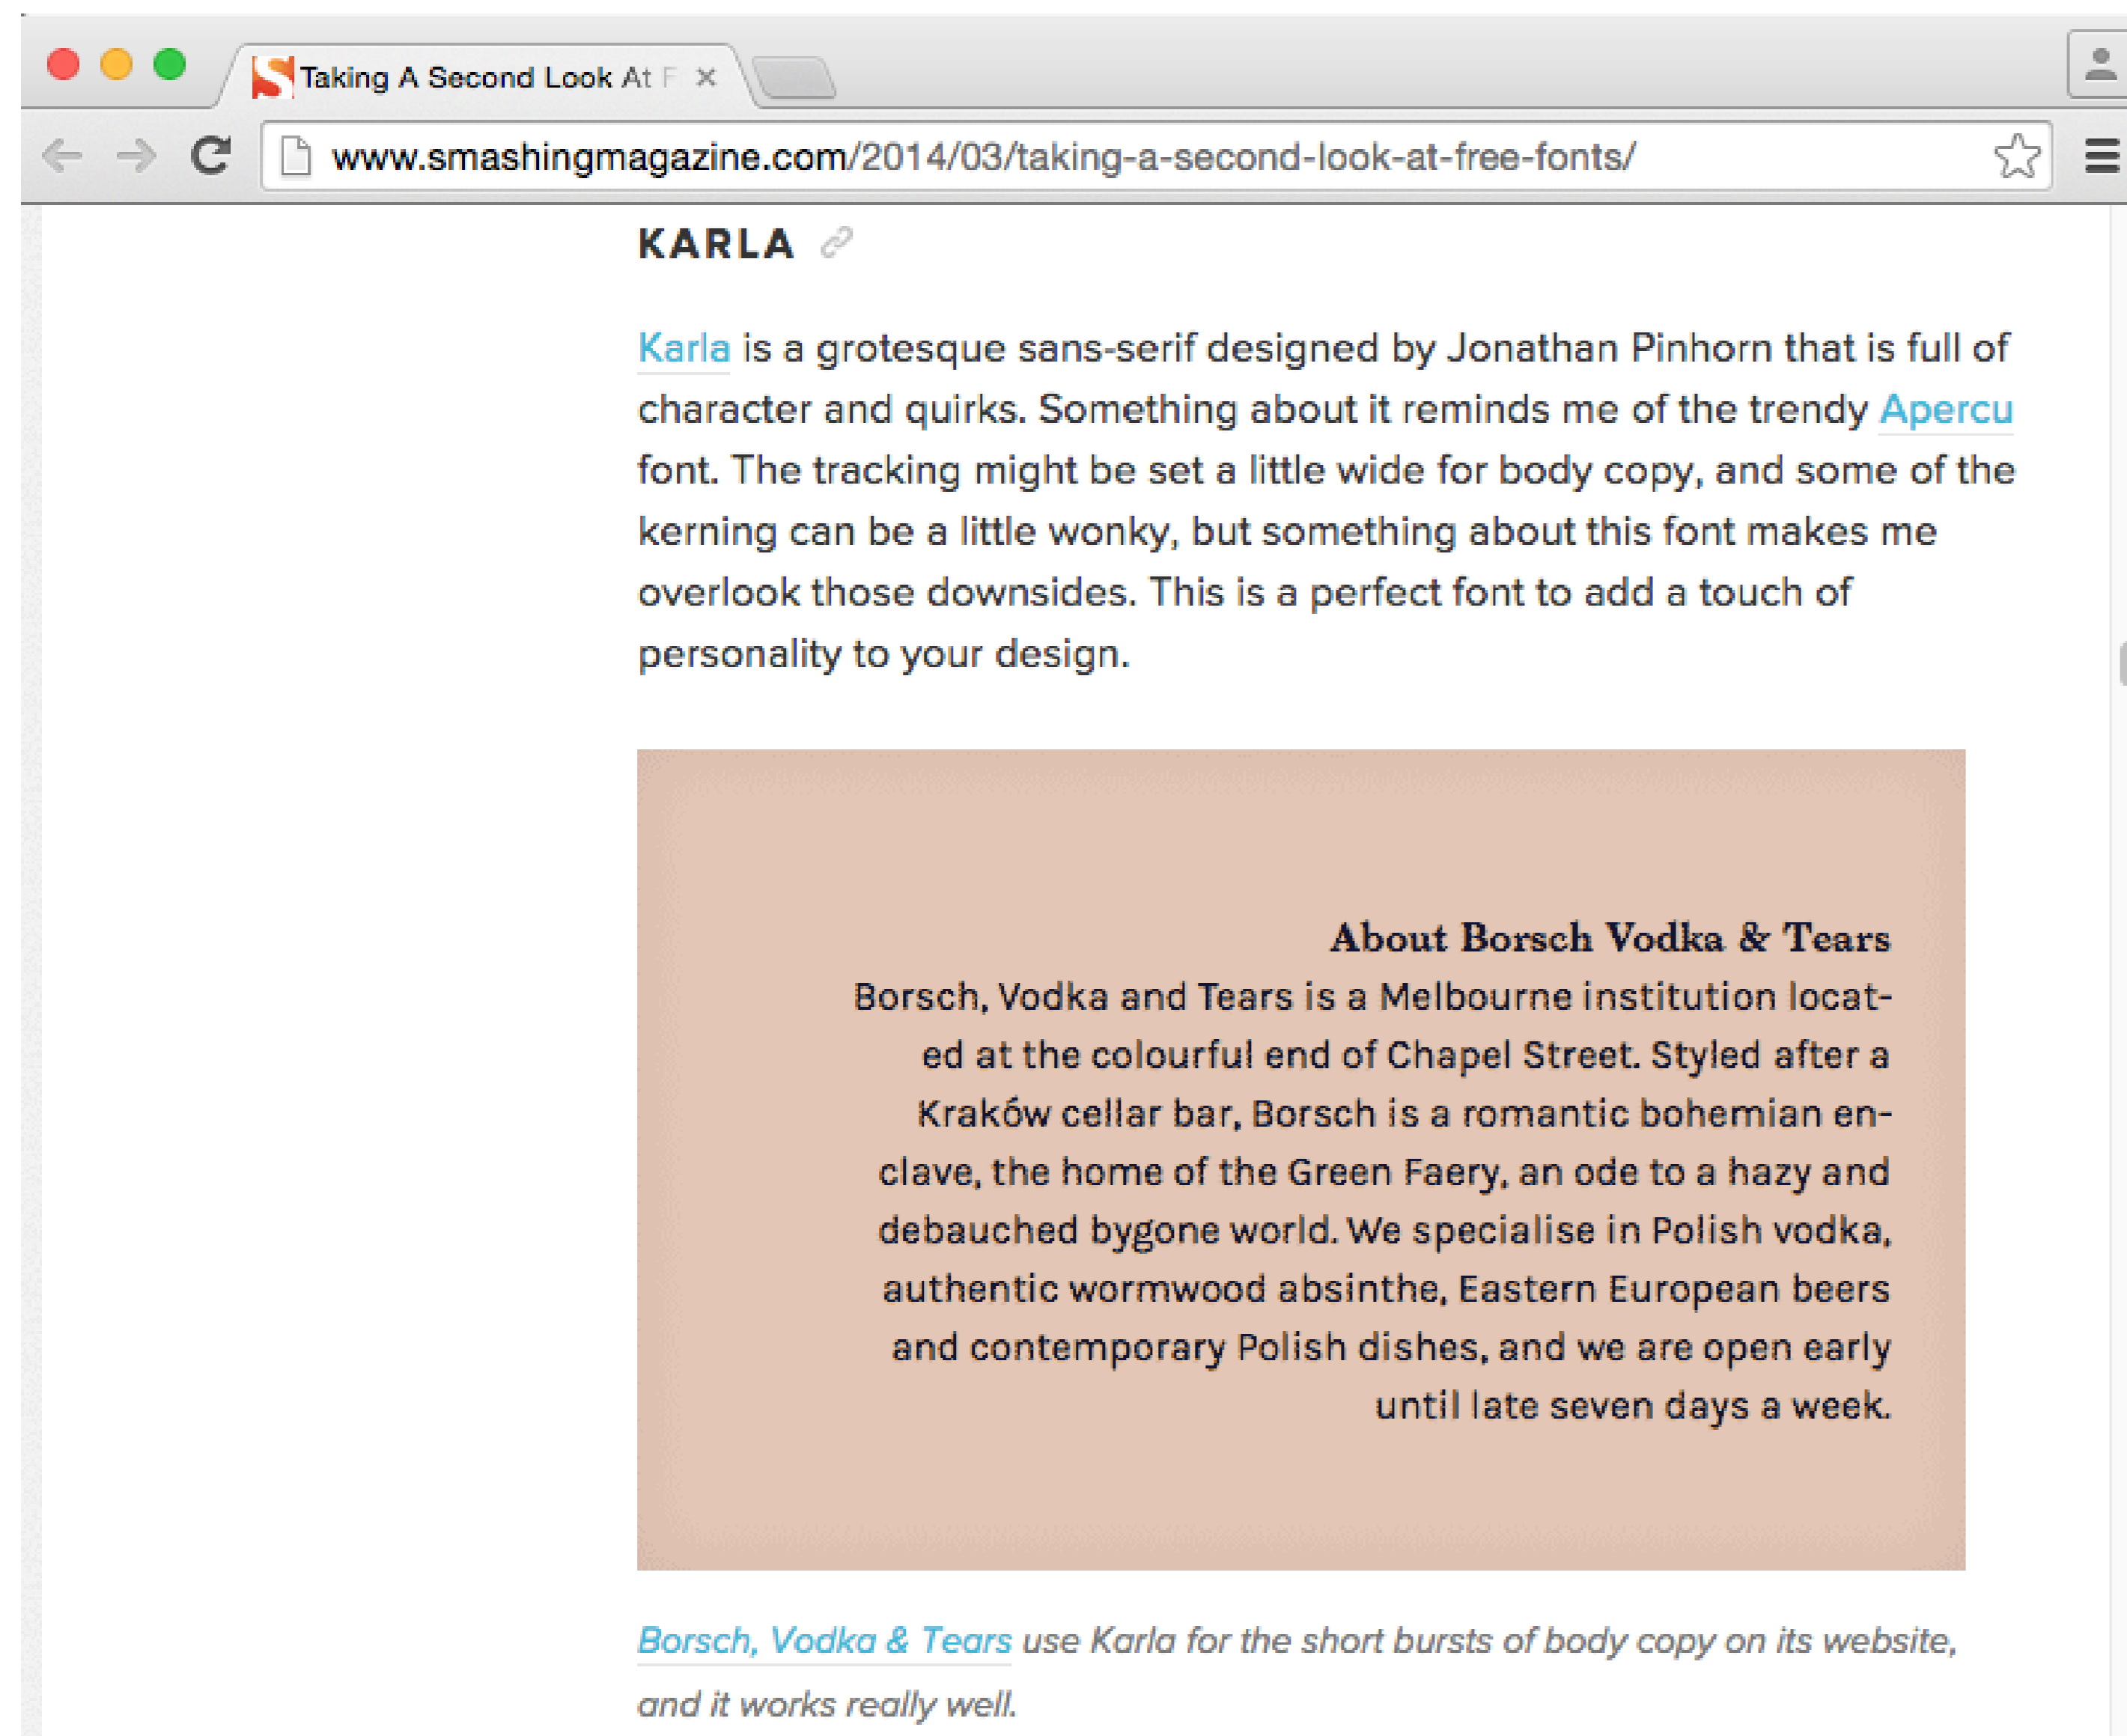 Taking A Second Look At F
www.smashingmagazine.com/2014/03/taking-a-second-look-at-free-fonts/
KARLA
Karla is a grotesque sans-serif designed by Jonathan Pinhorn that is full of
character and quirks. Something about it reminds me of the trendy Apercu
font. The tracking might be set a little wide for body copy, and some of the
kerning can be a little wonky, but something about this font makes me
overlook those downsides. This is a perfect font to add a touch of
personality to your design.
About Borsch Vodka & Tears
Borsch, Vodka and Tears is a Melbourne institution locat-
ed at the colourful end of Chapel Street. Styled after a
Kraków cellar bar, Borsch is a romantic bohemian en-
clave, the home of the Green Faery, an ode to a hazy and
debauched bygone world. We specialise in Polish vodka,
authentic wormwood absinthe, Eastern European beers
and contemporary Polish dishes, and we are open early
until late seven days a week.
Borsch, Vodka & Tears use Karla for the short bursts of body copy on its website,
and it works really well.